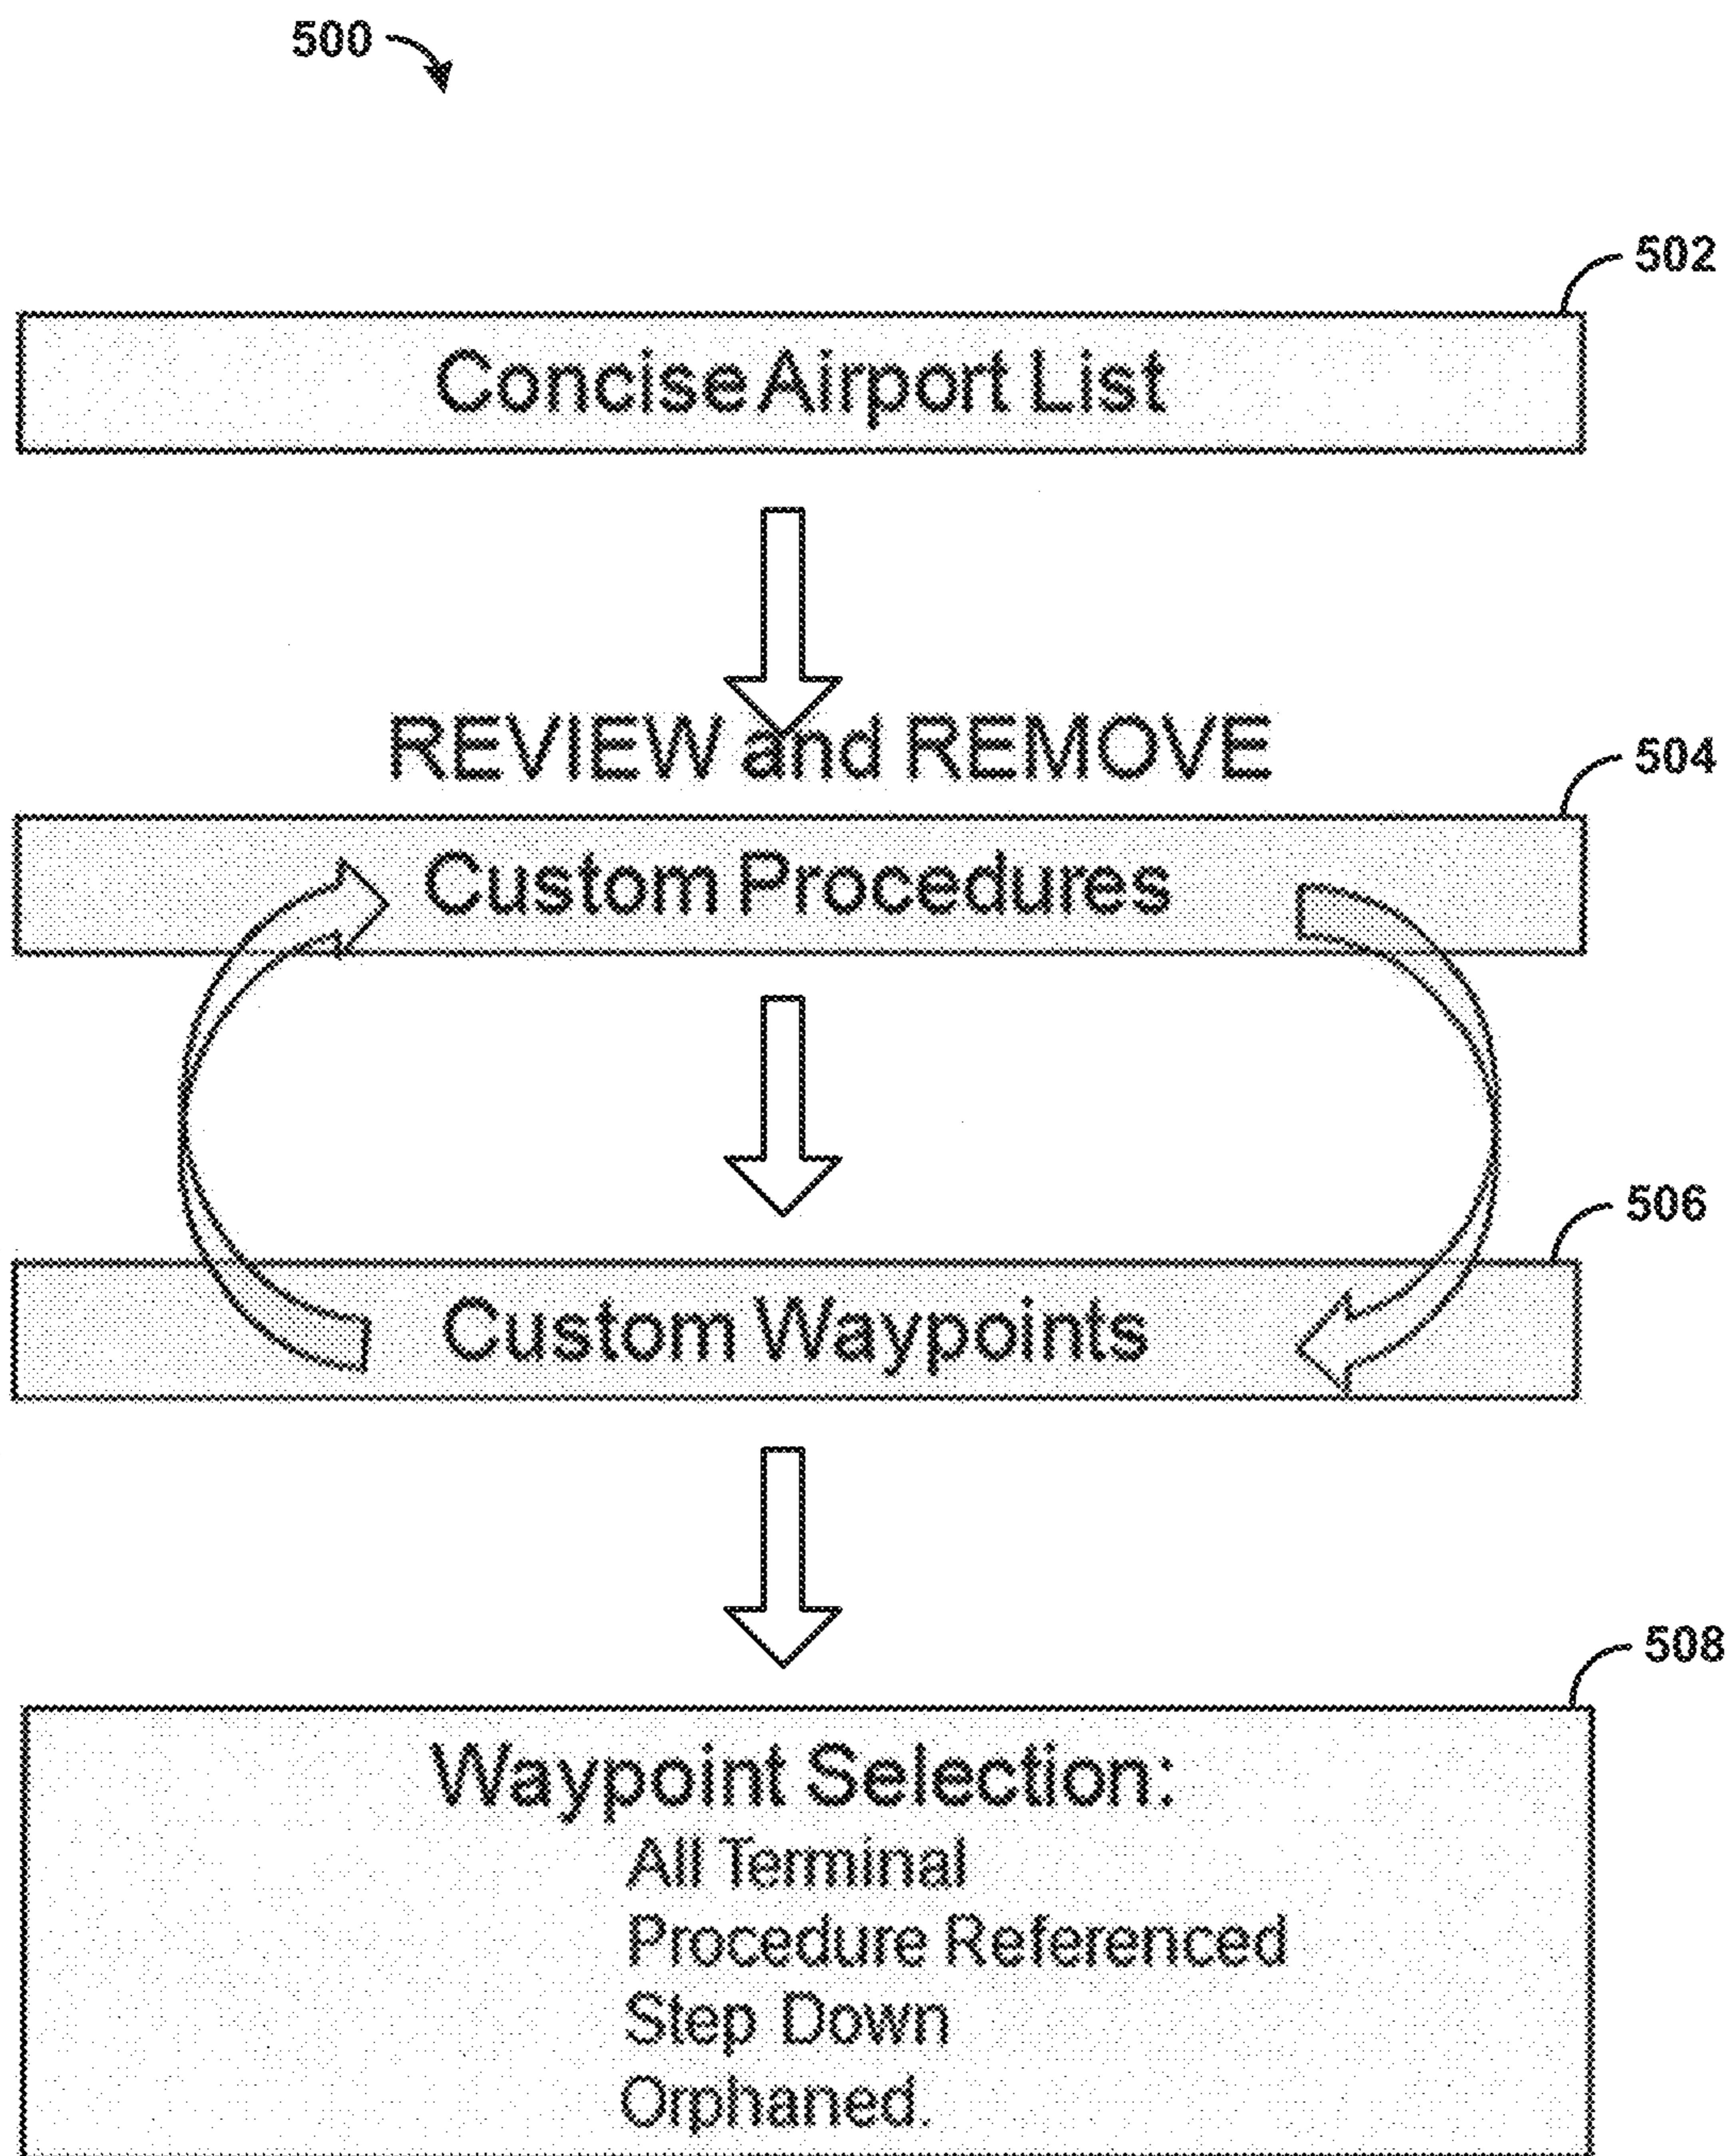 500
502
Concise Airport List
REVIEW and REMOVE
504
Custom Procedures
506
Custom Waypoints
508
Waypoint Selection:
All Terminal
Procedure Referenced
Step Down
Orphaned.